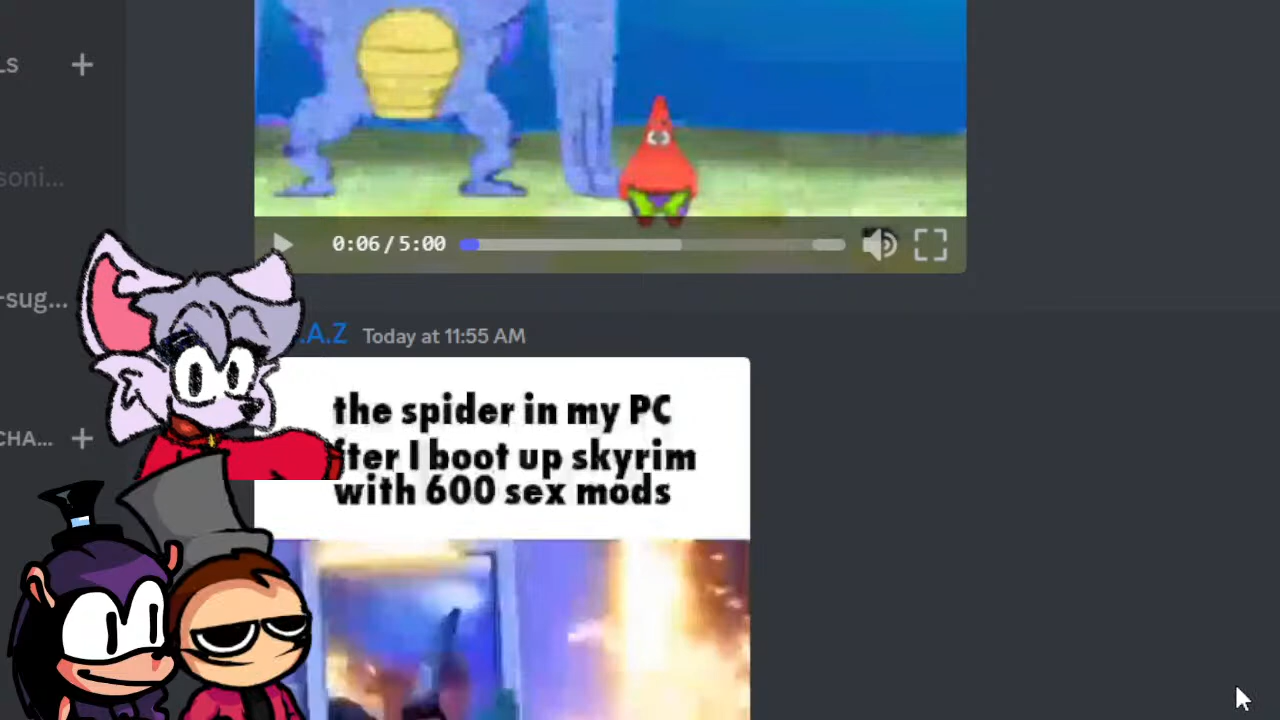 LS
soni...
0:06/5:00
-sug...
.A.Z Today at 11:55 AM
the spider in my PC
fter I boot up skyrim
CHA...
with 600 sex mods